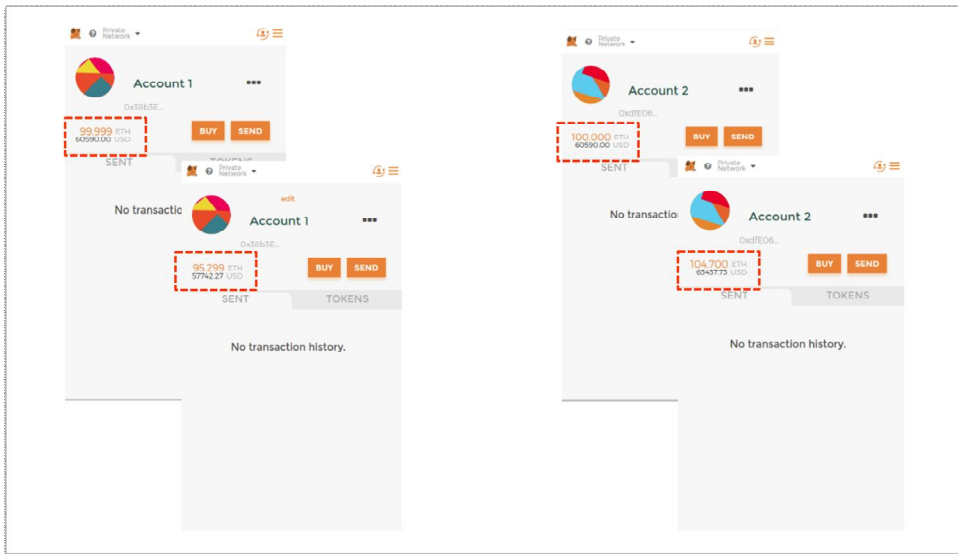 Private
Network
Account 1
0x38b3E...
99.999 ETH
60590.00 USD
BUY SEND
SENT TOKENS
No transactio
Private
Network
edit
Account 1
0x38b3E...
95.299 ETH
57742.27 USD
BUY SEND
SENT TOKENS
No transaction history.
Private
Network
Account 2
0xdfE06...
100.000 ETH
60590.00 USD
BUY SEND
SENT
No transactio
Private
Network
Account 2
0xdfE06...
104.700 ETH
63437.73 USD
BUY SEND
SENT TOKENS
No transaction history.